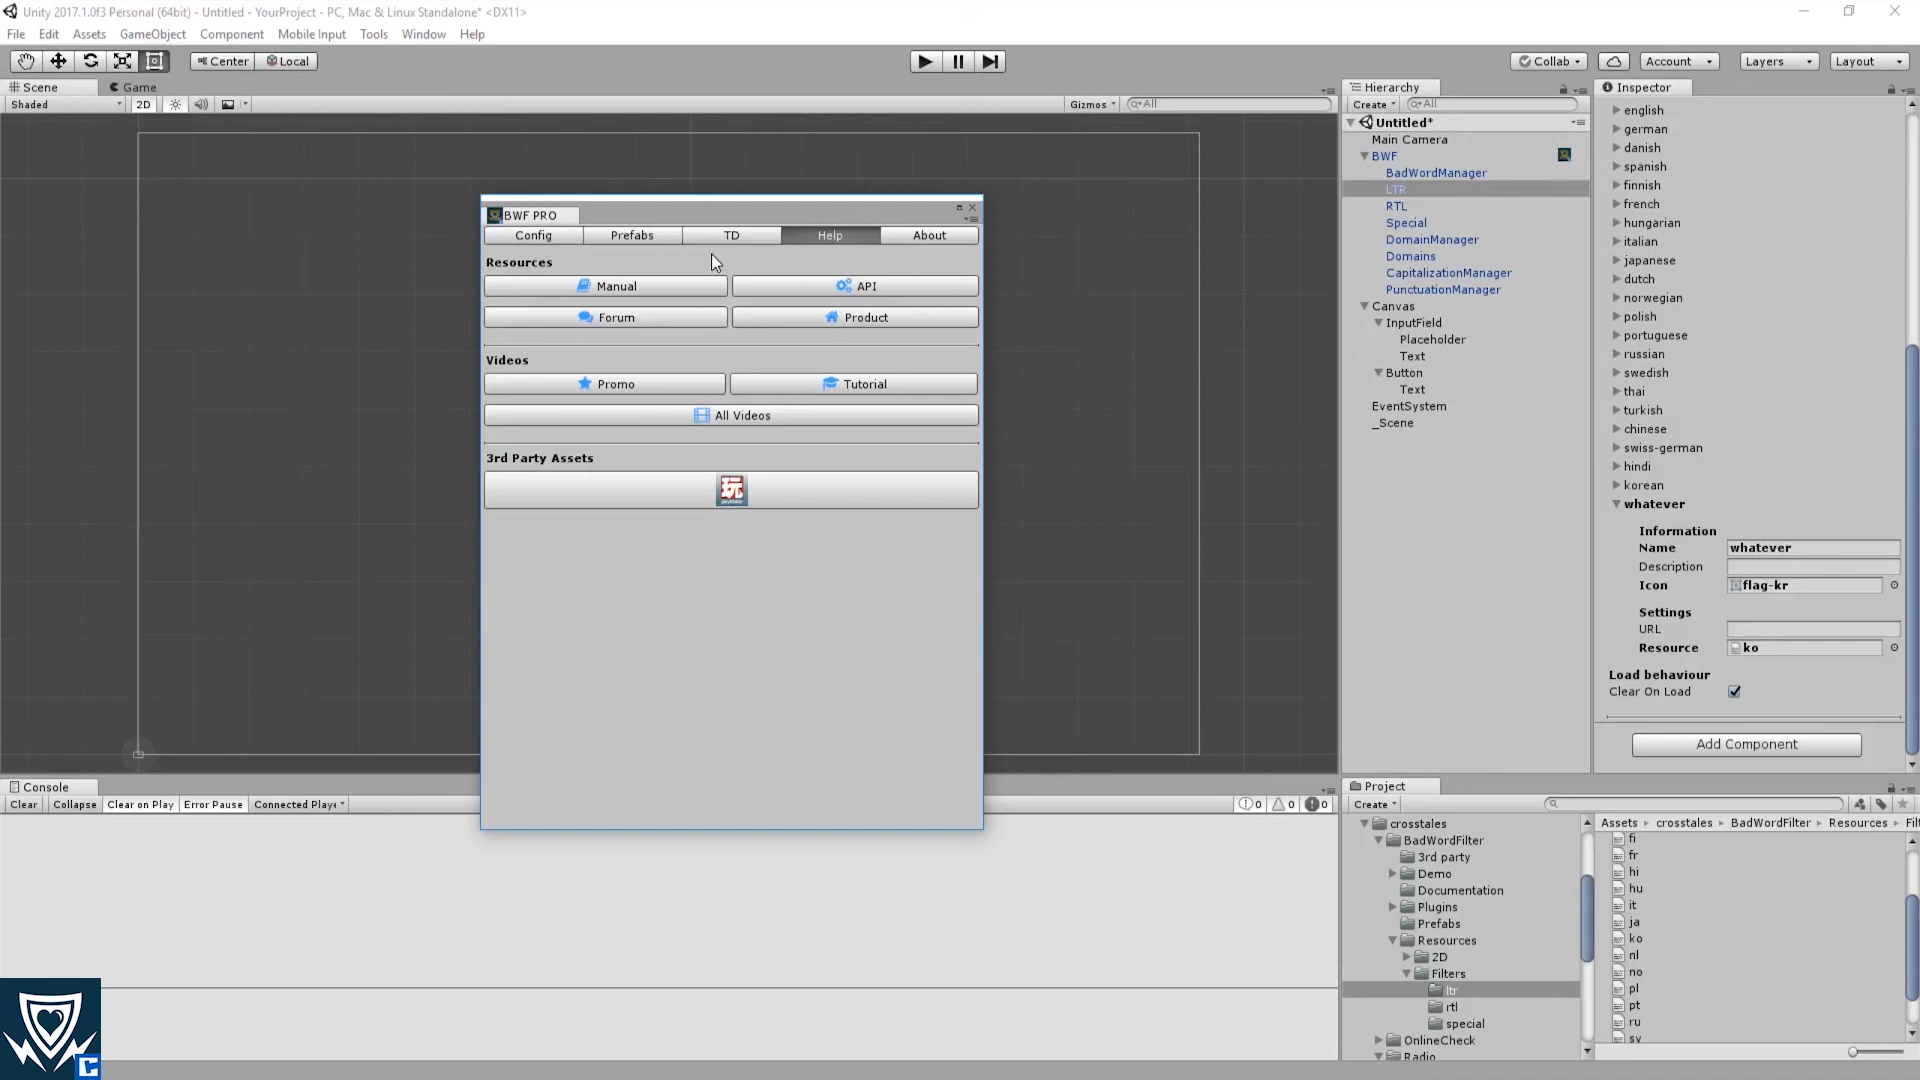 Unity 2017.1.0f3 Personal (64bit) - Untitled - YourProject - PC, Mac & Linux Standalone* <DX11>
File Edit Assets GameObject Component Mobile Input Tools Window Help
Center Local
Collab Account Layers Layout
Scene Game
Shaded 2D Gizmos All
BWF PRO
Config Prefabs TD Help About
Resources
Manual API
Forum Product
Videos
Promo Tutorial
All Videos
3rd Party Assets
玩
Console
Clear Collapse Clear on Play Error Pause Connected Playe
0 0 0
Hierarchy
Create All
Untitled*
Main Camera
BWF
BadWordManager
LTR
RTL
Special
DomainManager
Domains
CapitalizationManager
PunctuationManager
Canvas
InputField
Placeholder
Text
Button
Text
EventSystem
_Scene
Inspector
english
german
danish
spanish
finnish
french
hungarian
italian
japanese
dutch
norwegian
polish
portuguese
russian
swedish
thai
turkish
chinese
swiss-german
hindi
korean
whatever
Information
Name whatever
Description
Icon flag-kr
Settings
URL
Resource ko
Load behaviour
Clear On Load
Add Component
Project
Create
crosstales
BadWordFilter
3rd party
Demo
Documentation
Plugins
Prefabs
Resources
2D
Filters
ltr
rtl
special
OnlineCheck
Radio
Assets crosstales BadWordFilter Resources Filt
fi
fr
hi
hu
it
ja
ko
nl
no
pl
pt
ru
sv
C